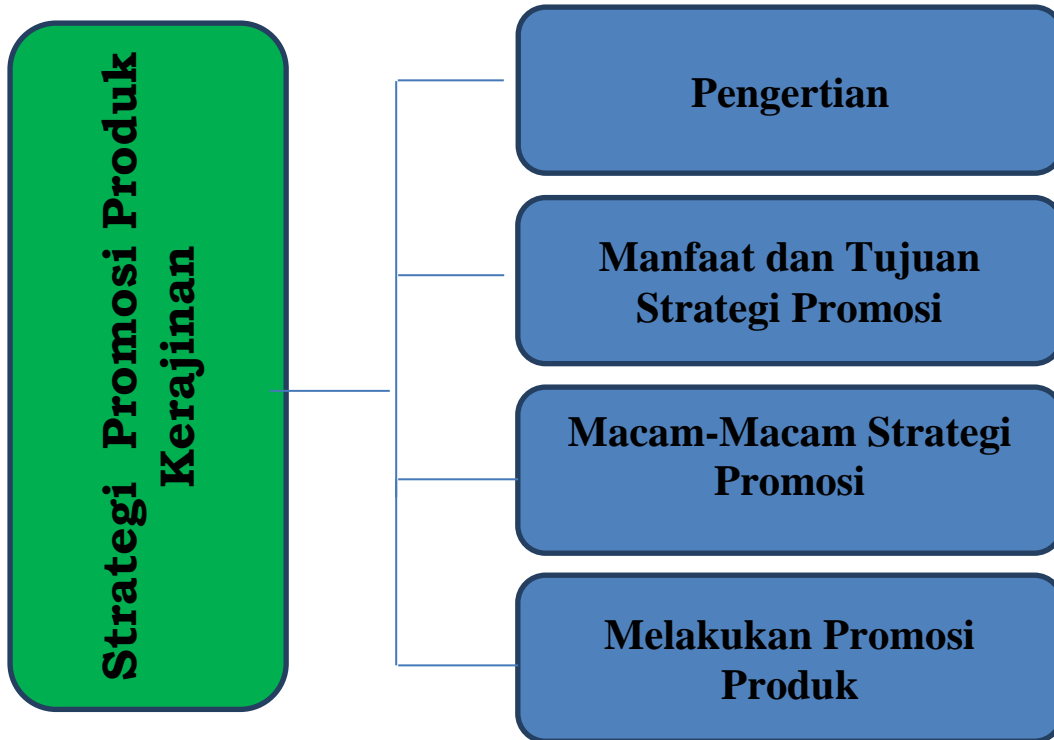 Strategi Promosi Produk
Kerajinan
Pengertian
Manfaat dan Tujuan
Strategi Promosi
Macam-Macam Strategi
Promosi
Melakukan Promosi
Produk